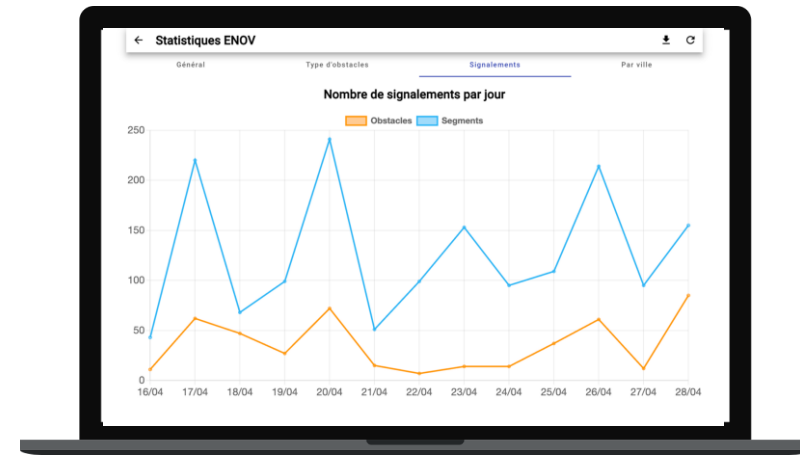 Statistiques ENOV
Général Type d'obstacles Signalements Par ville
Nombre de signalements par jour
Obstacles Segments
250
200
150
100
50
0
16/04 17/04 18/04 19/04 20/04 21/04 22/04 23/04 24/04 25/04 26/04 27/04 28/04